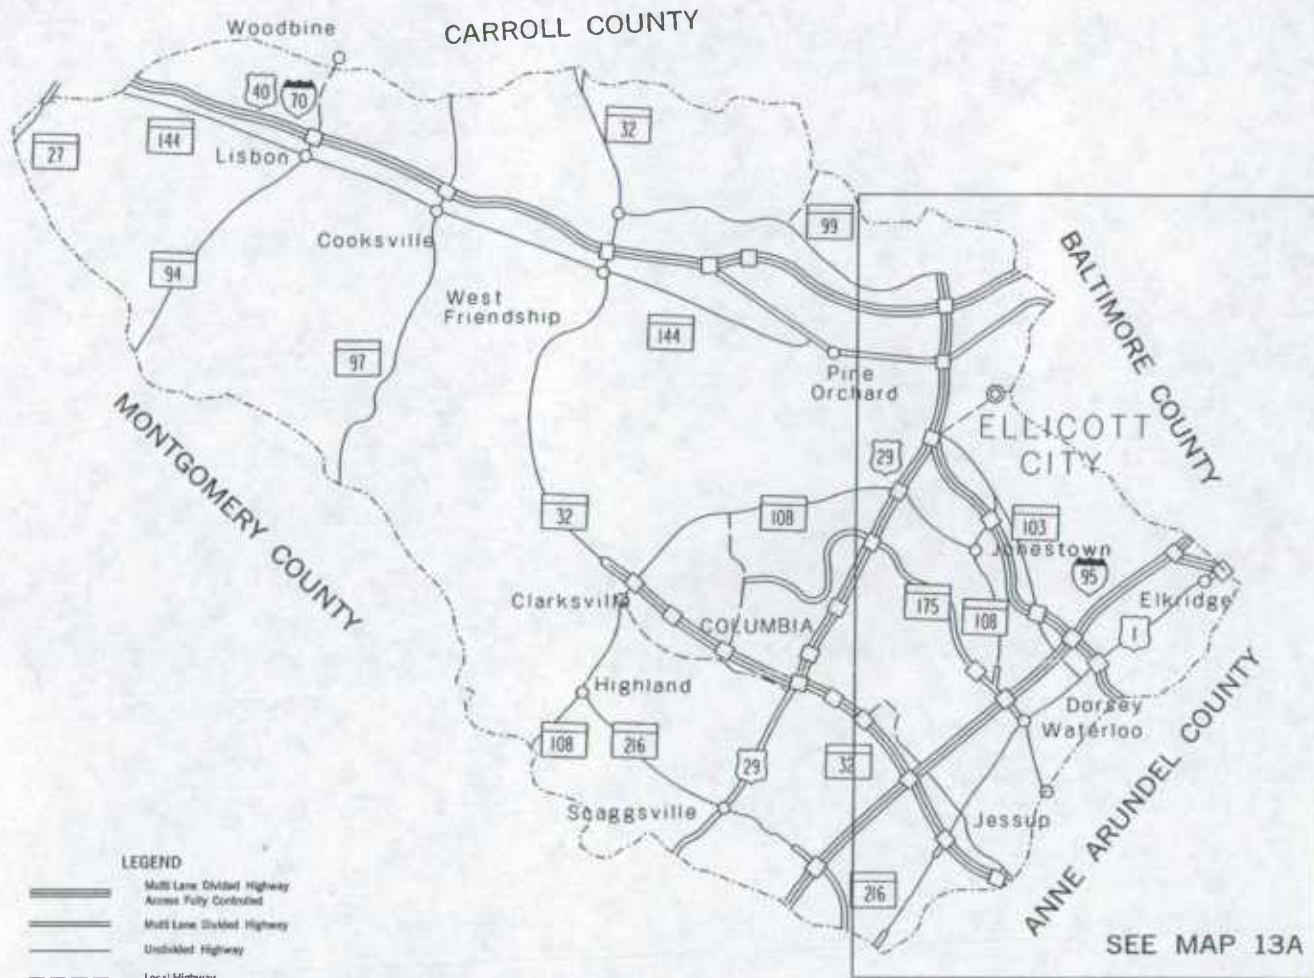 Woodbine
CARROLL COUNTY
40
70
32
27
144
Lisbon
99
Cooksville
94
BALTIMORE COUNTY
West
Friendship
144
97
Pine
Orchard
MONTGOMERY COUNTY
ELLICOTT
CITY
29
32
108
103
Jonestown
95
Clarksville
175
108
Elkridge
COLUMBIA
1
Highland
Dorsey
Waterloo
108
216
29
32
Scaggsville
Jessup
ANNE ARUNDEL COUNTY
216
SEE MAP 13A
LEGEND
Multi Lane Divided Highway
Access Fully Controlled
Multi Lane Divided Highway
Undivided Highway
Local Highway